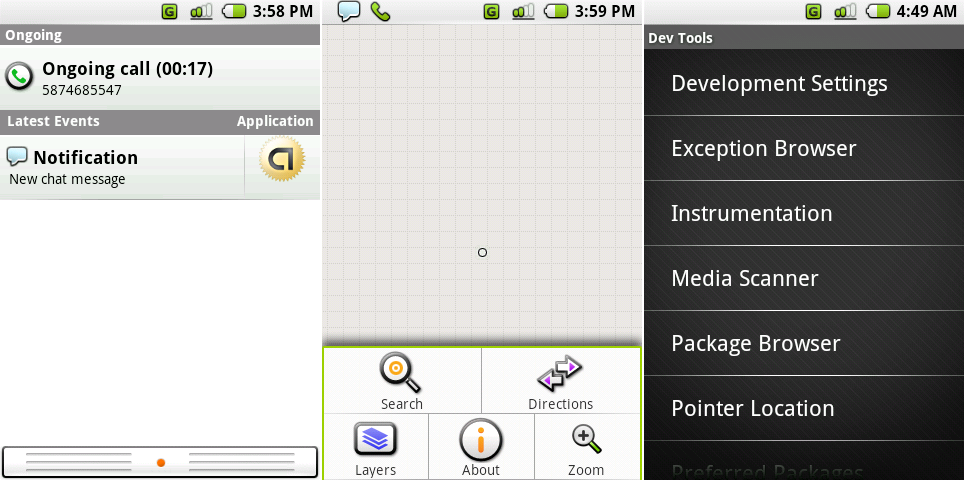 G 3:58 PM
Ongoing
Ongoing call (00:17)
5874685547
Latest Events Application
Notification
New chat message
G 3:59 PM
Search Directions
Layers About Zoom
G 4:49 AM
Dev Tools
Development Settings
Exception Browser
Instrumentation
Media Scanner
Package Browser
Pointer Location
Preferred Packages